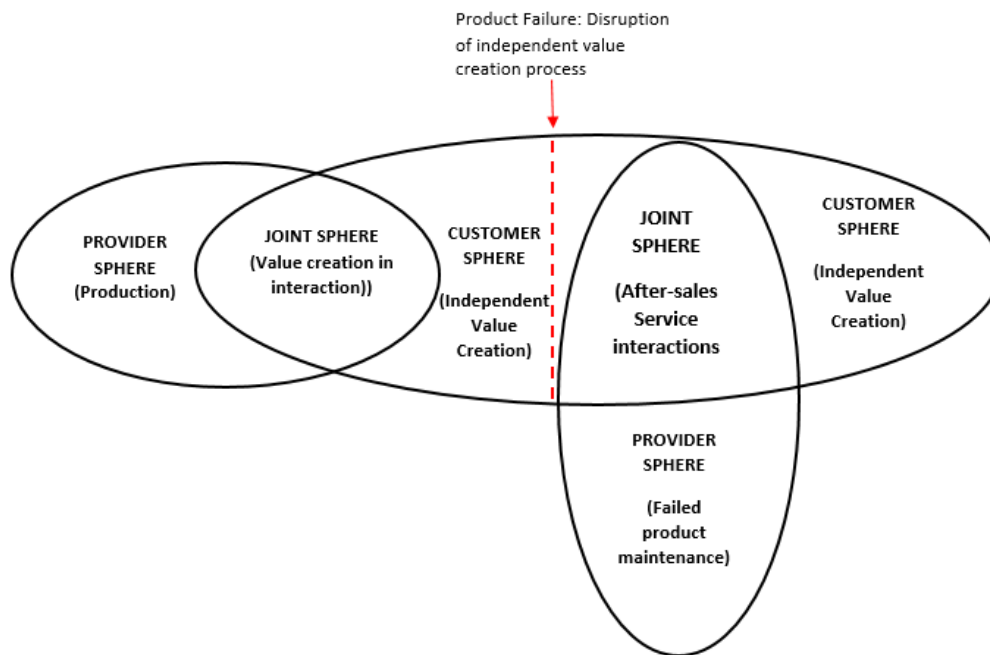 Product Failure: Disruption
of independent value
creation process
PROVIDER
SPHERE
(Production)
JOINT SPHERE
(Value creation in
interaction))
CUSTOMER
SPHERE
(Independent
Value
Creation)
JOINT
SPHERE
(After-sales
Service
interactions
CUSTOMER
SPHERE
(Independent
Value
Creation)
PROVIDER
SPHERE
(Failed
product
maintenance)